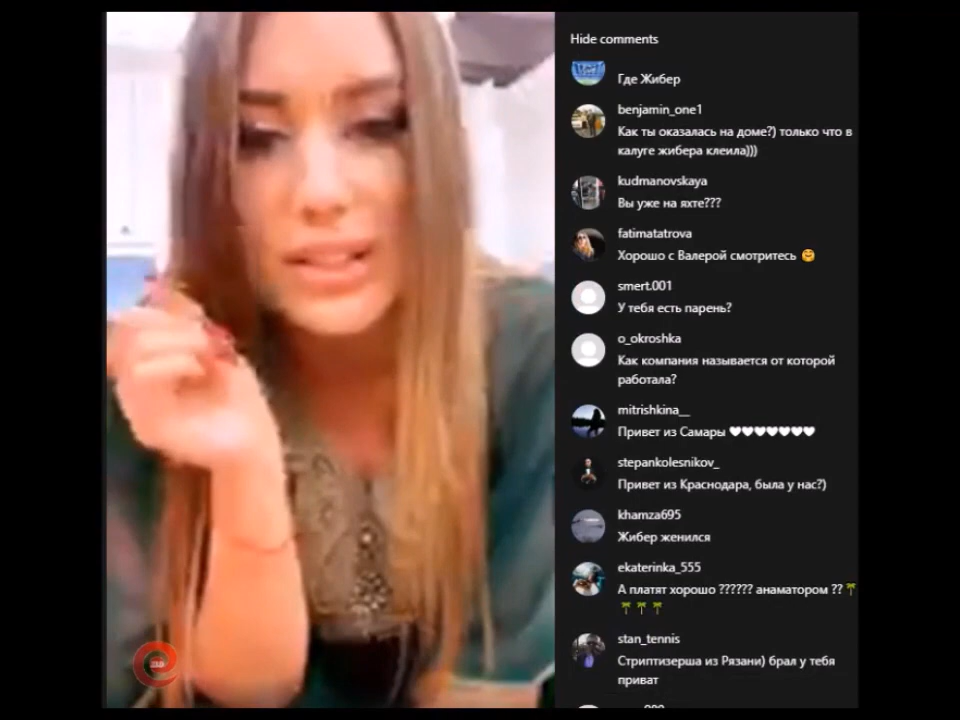 Hide comments
Где Жибер
benjamin_one1
Как ты оказалась на доме?) только что в
калуге жибера клеила)))
kudmanovskaya
Вы уже на яхте???
fatimatatrova
Хорошо с Валерой смотритесь 🤗
smert.001
У тебя есть парень?
o_okroshka
Как компания называется от которой
работала?
mitrishkina__
Привет из Самары 🤍🤍🤍🤍🤍🤍🤍
stepankolesnikov_
Привет из Краснодара, была у нас?)
khamza695
Жибер женился
ekaterinka_555
А платят хорошо ?????? анаматором ?? 🌴
🌴 🌴 🌴
stan_tennis
Стриптизерша из Рязани) брал у тебя
приват